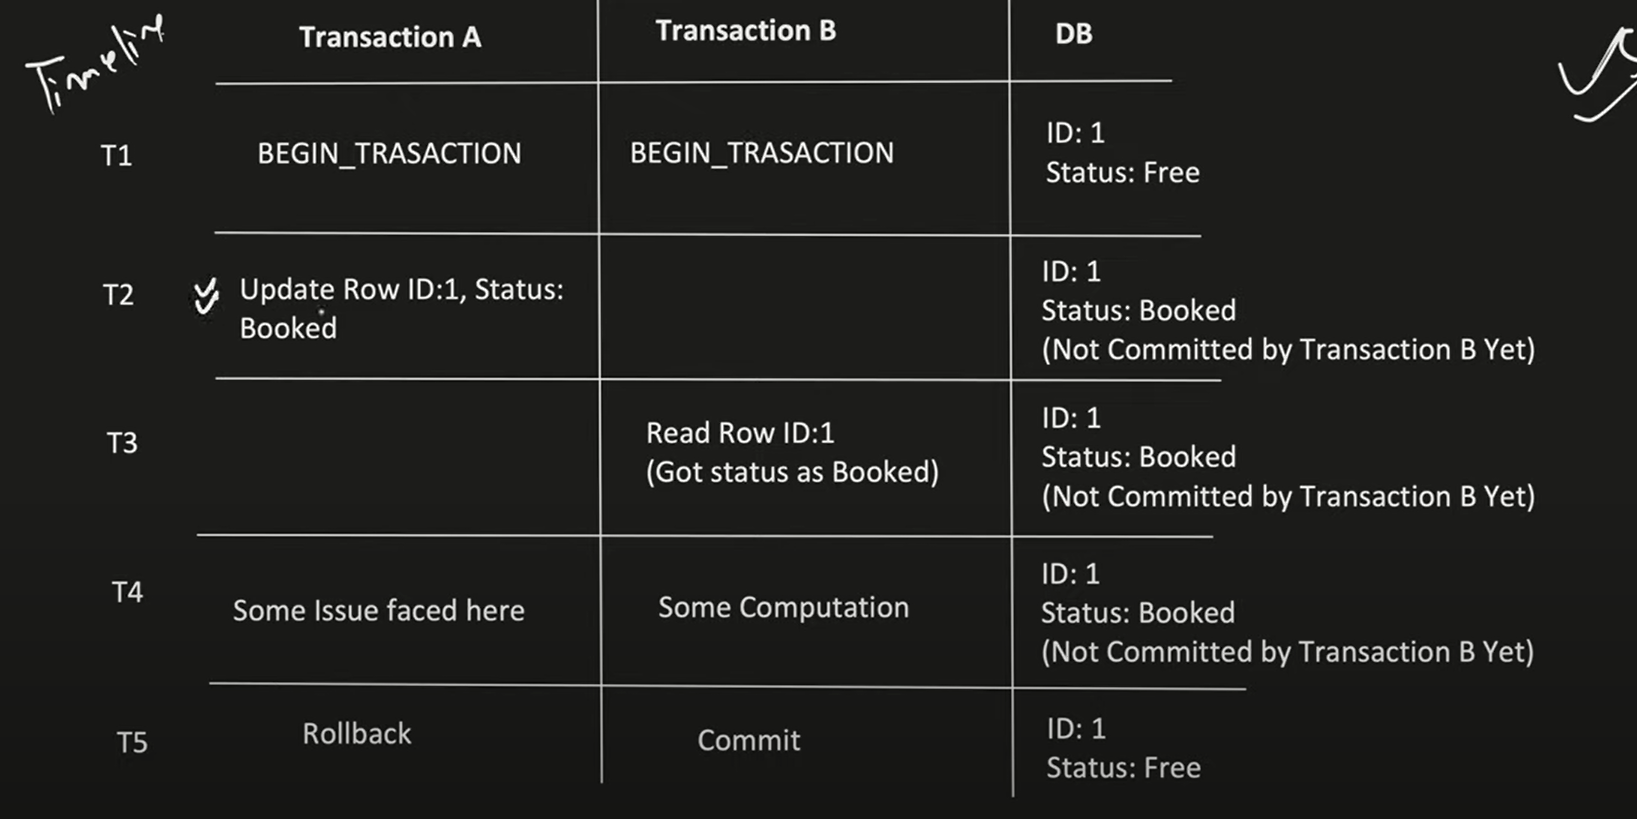 Timeline
Transaction A
Transaction B
DB
T1
BEGIN_TRASACTION
BEGIN_TRASACTION
ID: 1
Status: Free
T2
Update Row ID:1, Status:
Booked
ID: 1
Status: Booked
(Not Committed by Transaction B Yet)
T3
Read Row ID:1
(Got status as Booked)
ID: 1
Status: Booked
(Not Committed by Transaction B Yet)
T4
Some Issue faced here
Some Computation
ID: 1
Status: Booked
(Not Committed by Transaction B Yet)
T5
Rollback
Commit
ID: 1
Status: Free